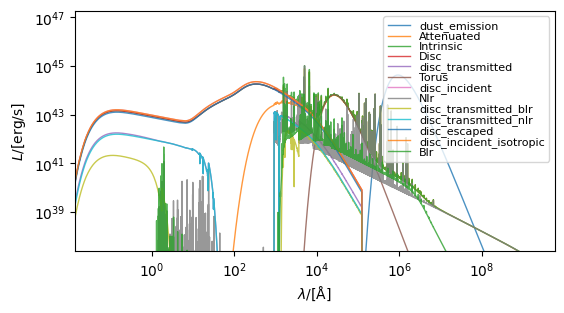 10^47
10^45
10^43
10^41
10^39
L/[erg/s]
dust_emission
Attenuated
Intrinsic
Disc
disc_transmitted
Torus
disc_incident
Nlr
disc_transmitted_blr
disc_transmitted_nlr
disc_escaped
disc_incident_isotropic
Blr
10^0 10^2 10^4 10^6 10^8
λ/[Å]